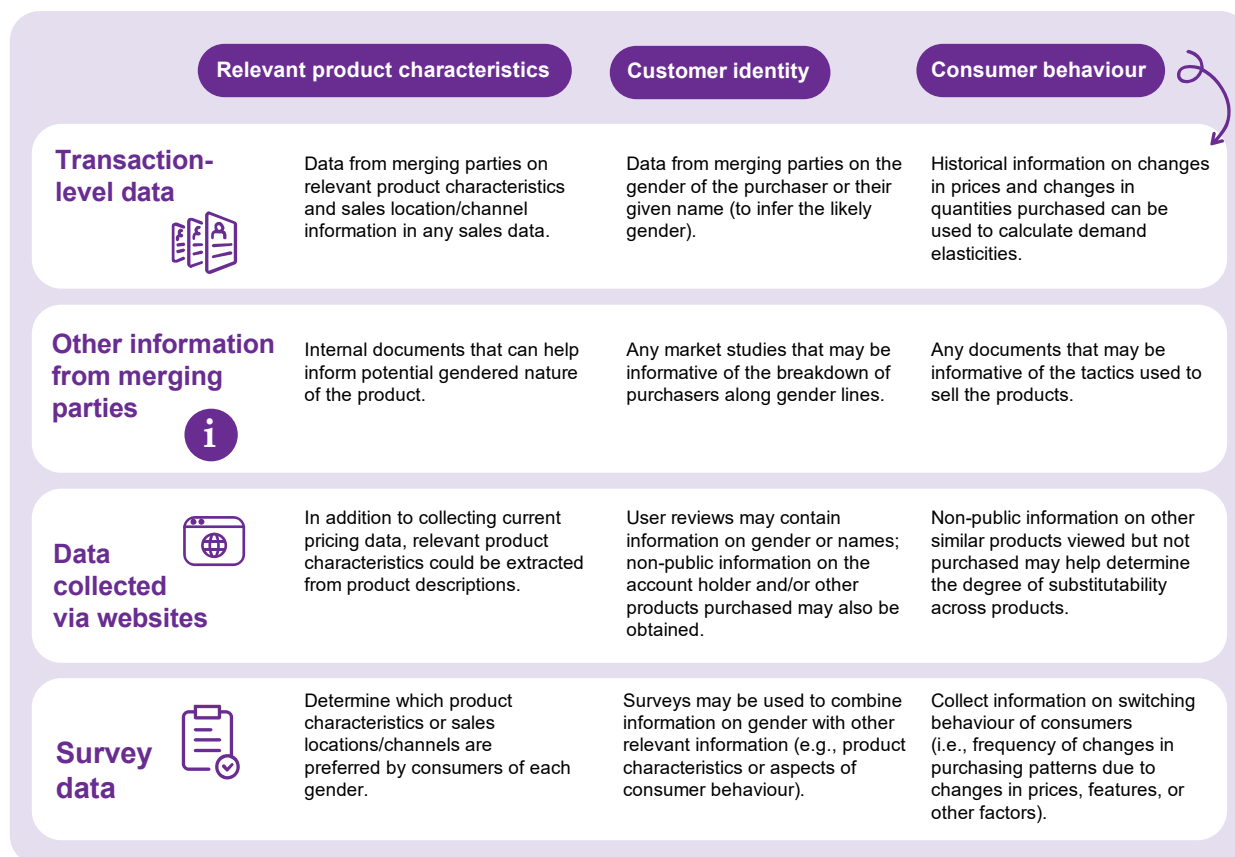 Relevant product characteristics
Customer identity
Consumer behaviour
Transaction-
level data
Data from merging parties on
relevant product characteristics
and sales location/channel
information in any sales data.
Data from merging parties on the
gender of the purchaser or their
given name (to infer the likely
gender).
Historical information on changes
in prices and changes in
quantities purchased can be
used to calculate demand
elasticities.
Other information
from merging
parties
i
Internal documents that can help
inform potential gendered nature
of the product.
Any market studies that may be
informative of the breakdown of
purchasers along gender lines.
Any documents that may be
informative of the tactics used to
sell the products.
Data
collected
via websites
In addition to collecting current
pricing data, relevant product
characteristics could be extracted
from product descriptions.
User reviews may contain
information on gender or names;
non-public information on the
account holder and/or other
products purchased may also be
obtained.
Non-public information on other
similar products viewed but not
purchased may help determine
the degree of substitutability
across products.
Survey
data
Determine which product
characteristics or sales
locations/channels are
preferred by consumers of each
gender.
Surveys may be used to combine
information on gender with other
relevant information (e.g., product
characteristics or aspects of
consumer behaviour).
Collect information on switching
behaviour of consumers
(i.e., frequency of changes in
purchasing patterns due to
changes in prices, features, or
other factors).